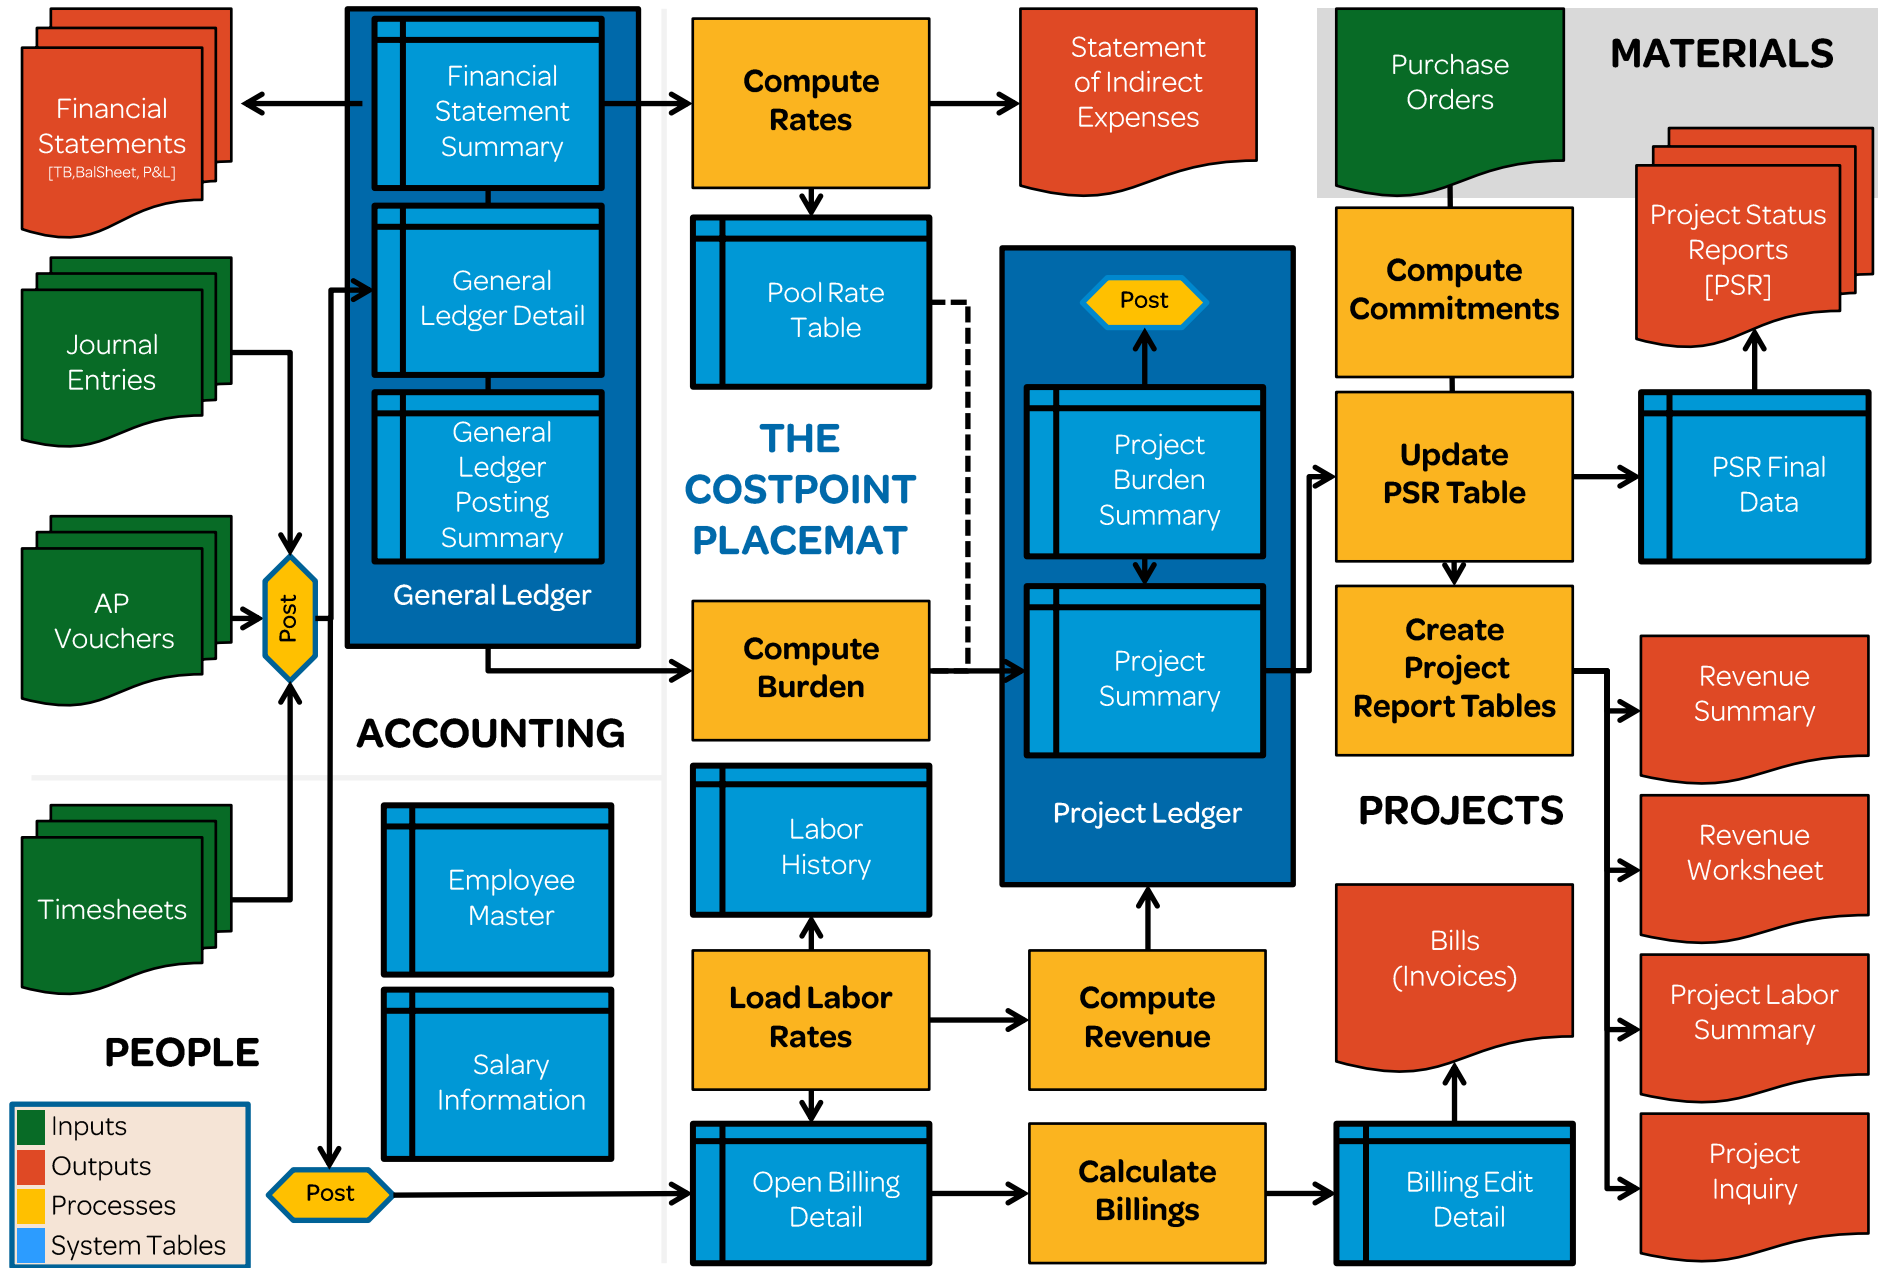 Financial
Statements
[TB,BalSheet, P&L]
Financial
Statement
Summary
Compute
Rates
Statement
of Indirect
Expenses
Purchase
Orders
MATERIALS
Project Status
Reports
[PSR]
Journal
Entries
General
Ledger Detail
Pool Rate
Table
Post
Compute
Commitments
General
Ledger
Posting
Summary
General Ledger
THE
COSTPOINT
PLACEMAT
Project
Burden
Summary
Update
PSR Table
PSR Final
Data
AP
Vouchers
Post
Compute
Burden
Project
Summary
Project Ledger
Create
Project
Report Tables
Revenue
Summary
ACCOUNTING
PROJECTS
Timesheets
Employee
Master
Labor
History
Revenue
Worksheet
PEOPLE
Salary
Information
Load Labor
Rates
Compute
Revenue
Bills
(Invoices)
Project Labor
Summary
Inputs
Outputs
Processes
System Tables
Post
Open Billing
Detail
Calculate
Billings
Billing Edit
Detail
Project
Inquiry